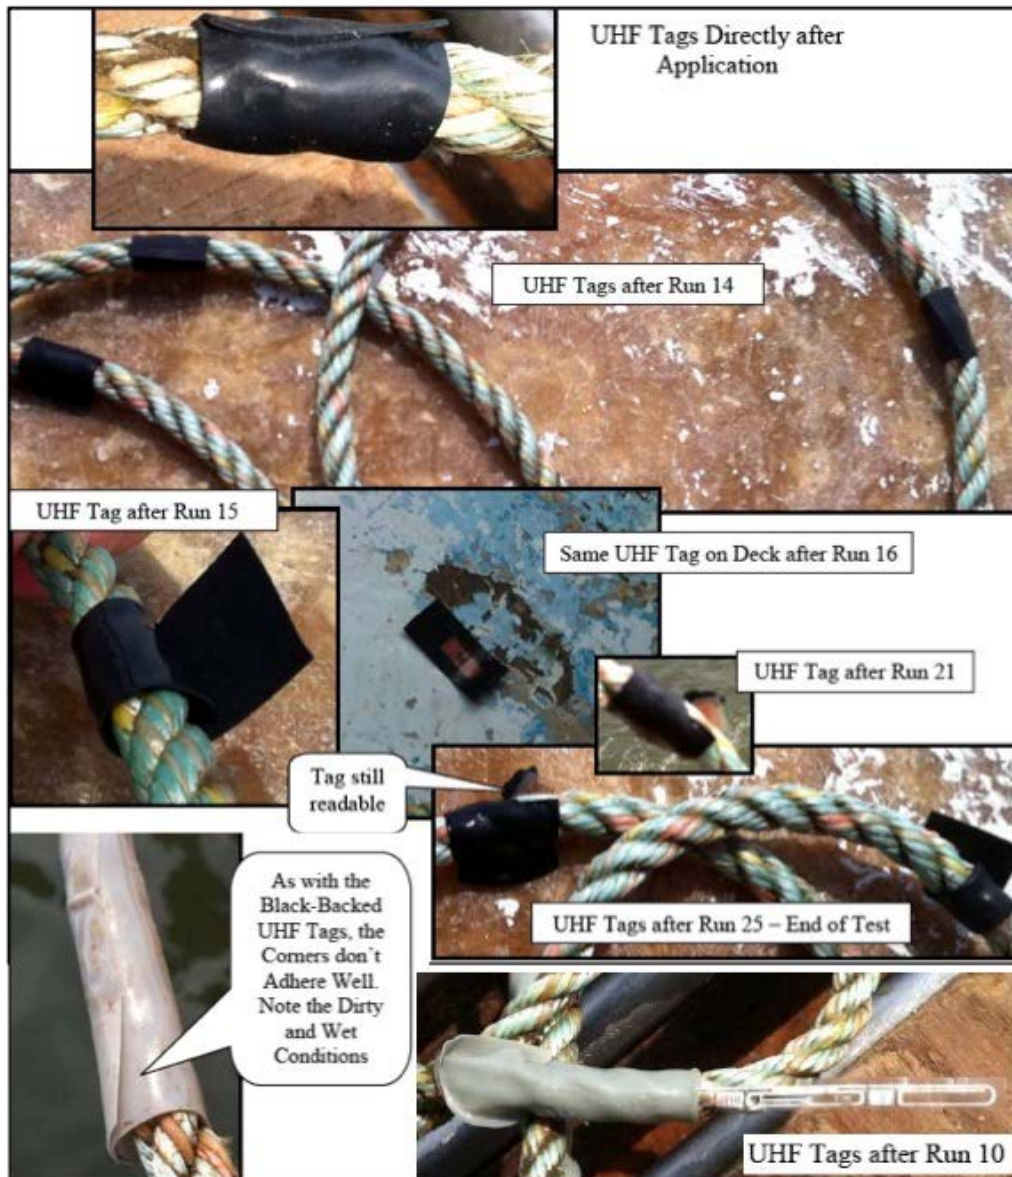 UHF Tags Directly after
Application
UHF Tags after Run 14
UHF Tag after Run 15
Same UHF Tag on Deck after Run 16
UHF Tag after Run 21
Tag still
readable
As with the
Black-Backed
UHF Tags, the
Corners don't
Adhere Well.
Note the Dirty
and Wet
Conditions
UHF Tags after Run 25 – End of Test
UHF Tags after Run 10